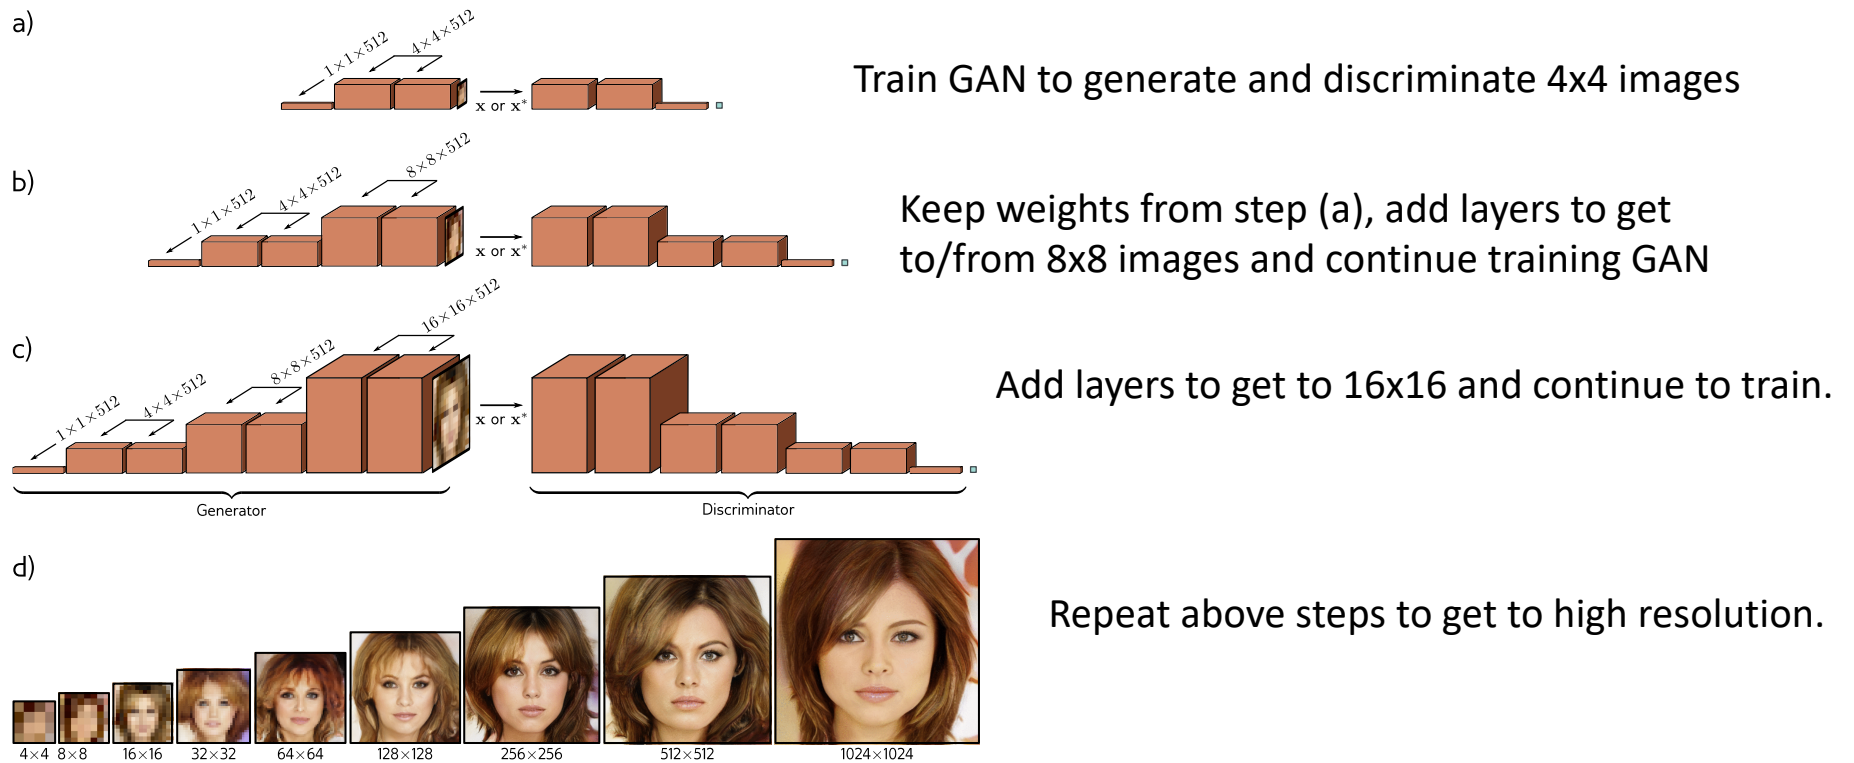 a)
1×1×512
4×4×512
x or x*
Train GAN to generate and discriminate 4x4 images
b)
1×1×512
4×4×512
8×8×512
x or x*
Keep weights from step (a), add layers to get
to/from 8x8 images and continue training GAN
c)
1×1×512
4×4×512
8×8×512
16×16×512
x or x*
Add layers to get to 16x16 and continue to train.
Generator
Discriminator
d)
Repeat above steps to get to high resolution.
4×4 8×8 16×16 32×32 64×64 128×128 256×256 512×512 1024×1024